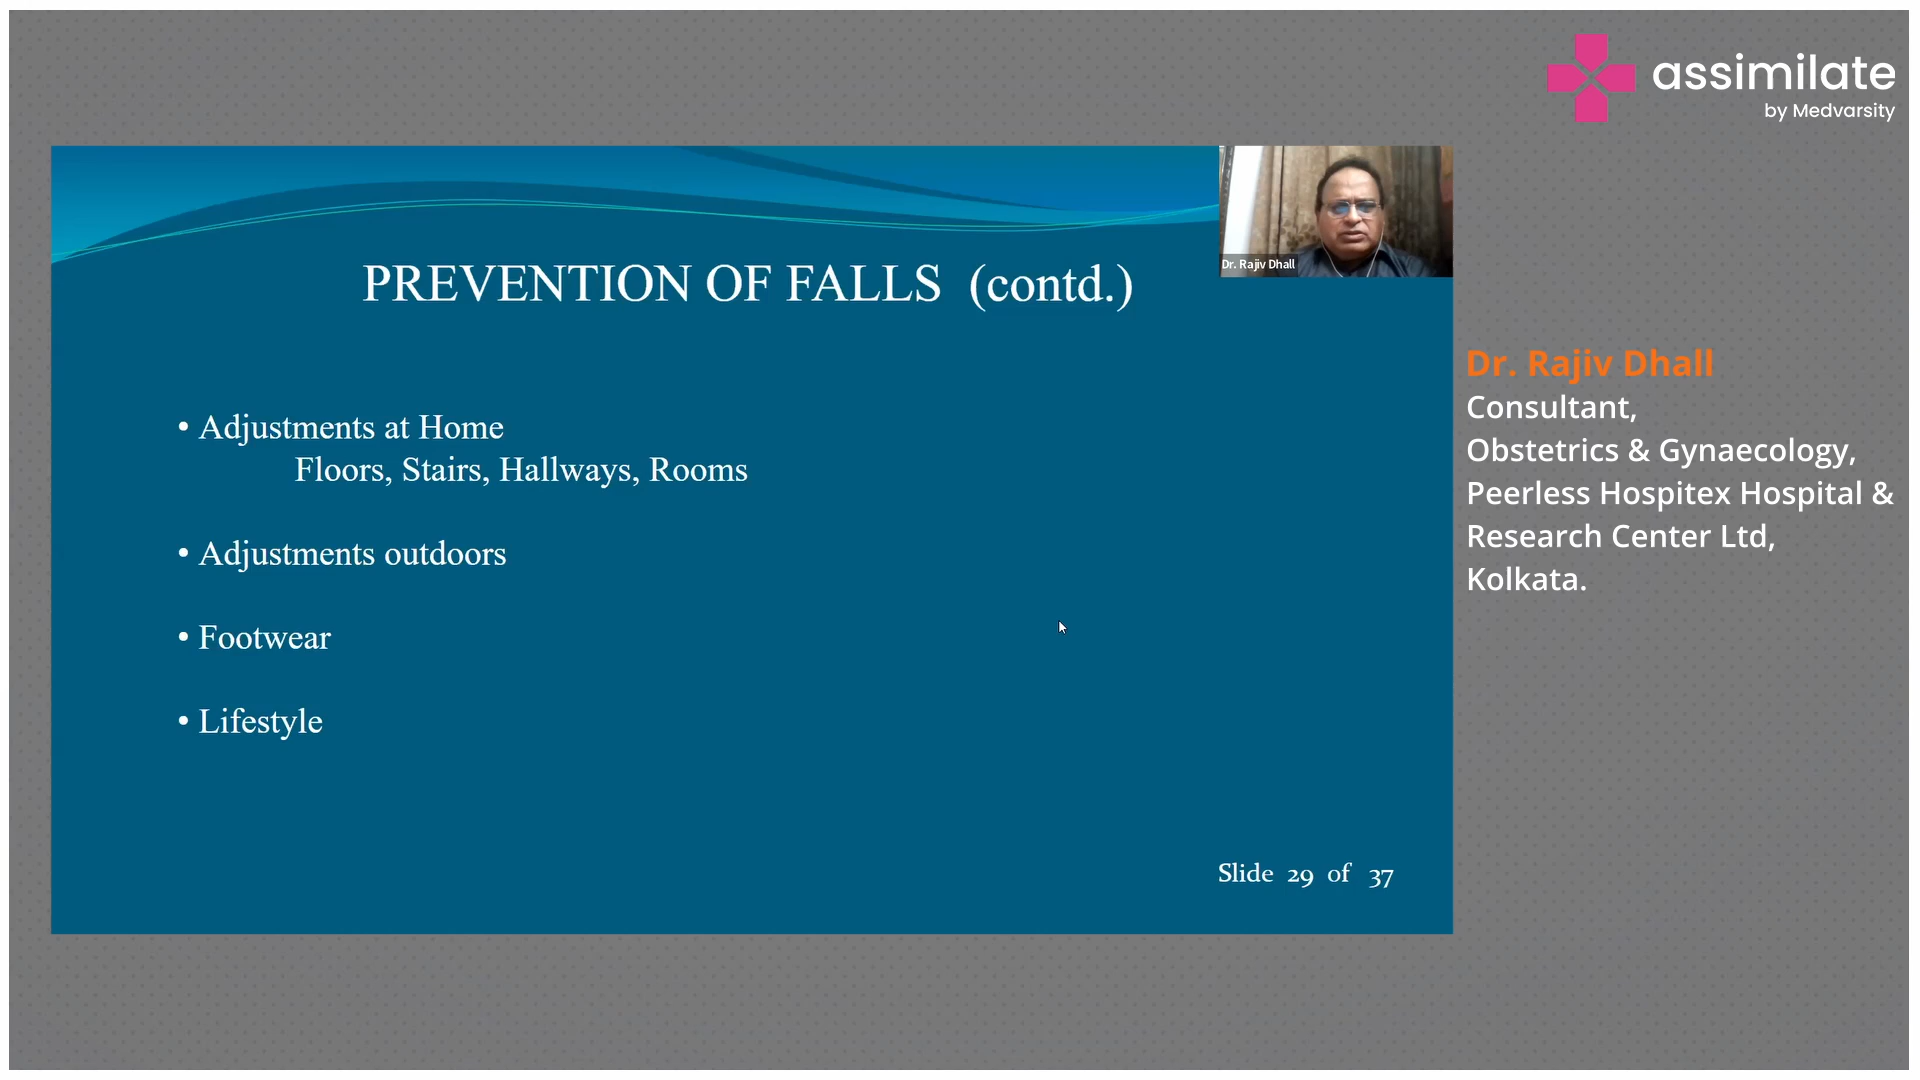 assimilate
by Medvarsity
Dr. Rajiv Dhall
PREVENTION OF FALLS (contd.)
• Adjustments at Home
Floors, Stairs, Hallways, Rooms
• Adjustments outdoors
• Footwear
• Lifestyle
Slide 29 of 37
Dr. Rajiv Dhall
Consultant,
Obstetrics & Gynaecology,
Peerless Hospitex Hospital &
Research Center Ltd,
Kolkata.